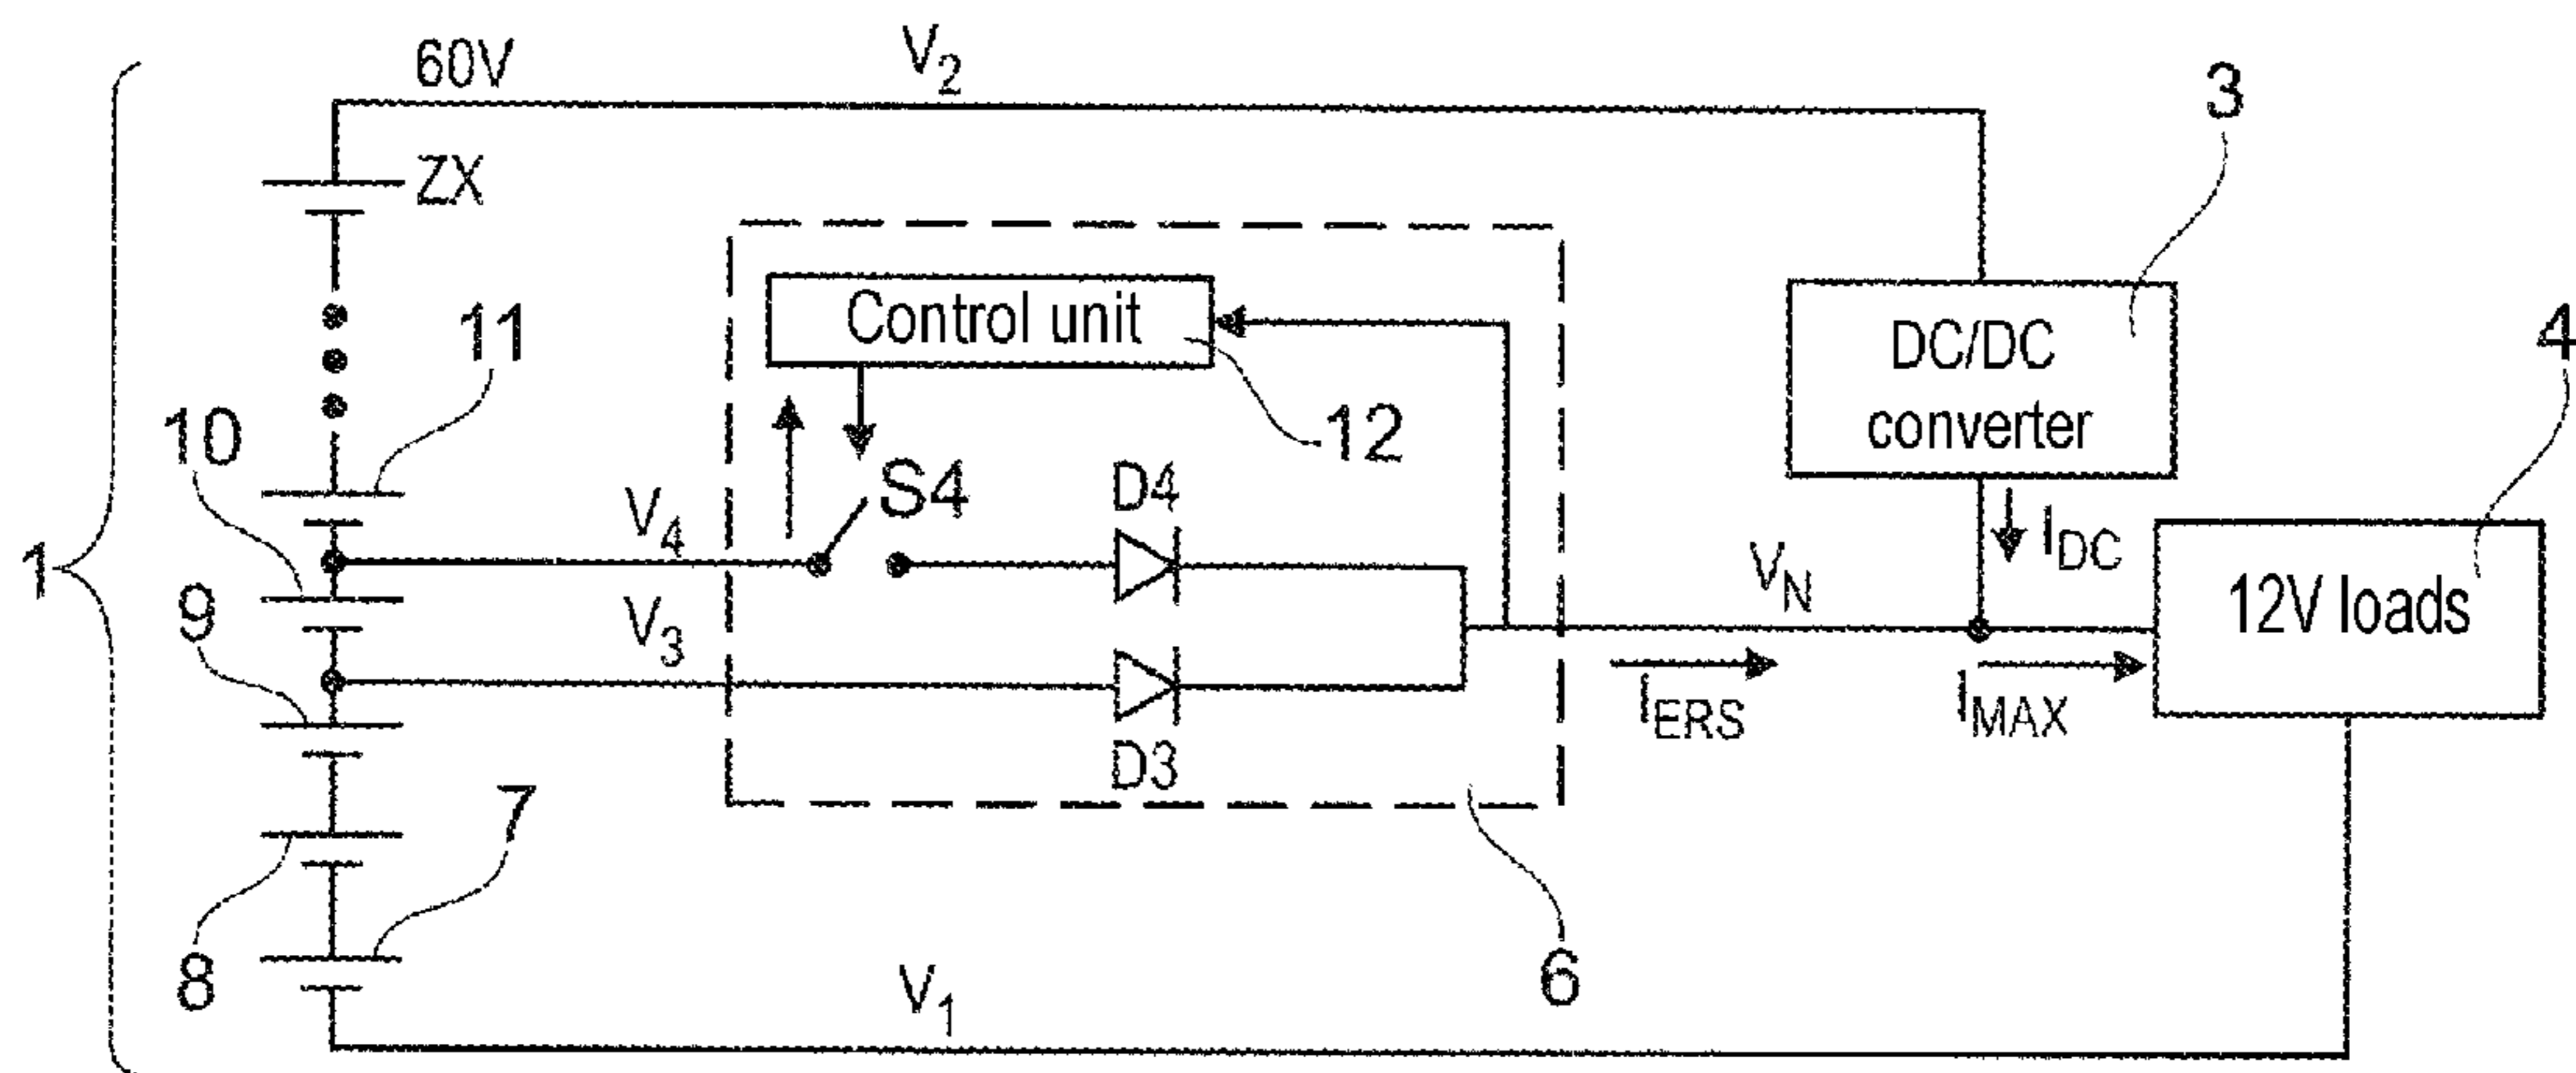 60V
V2
3
ZX
11
Control unit
DC/DC
converter
4
10
12
S4
D4
V4
IDC
1
9
V3
VN
12V loads
IERS
IMAX
D3
7
8
6
V1